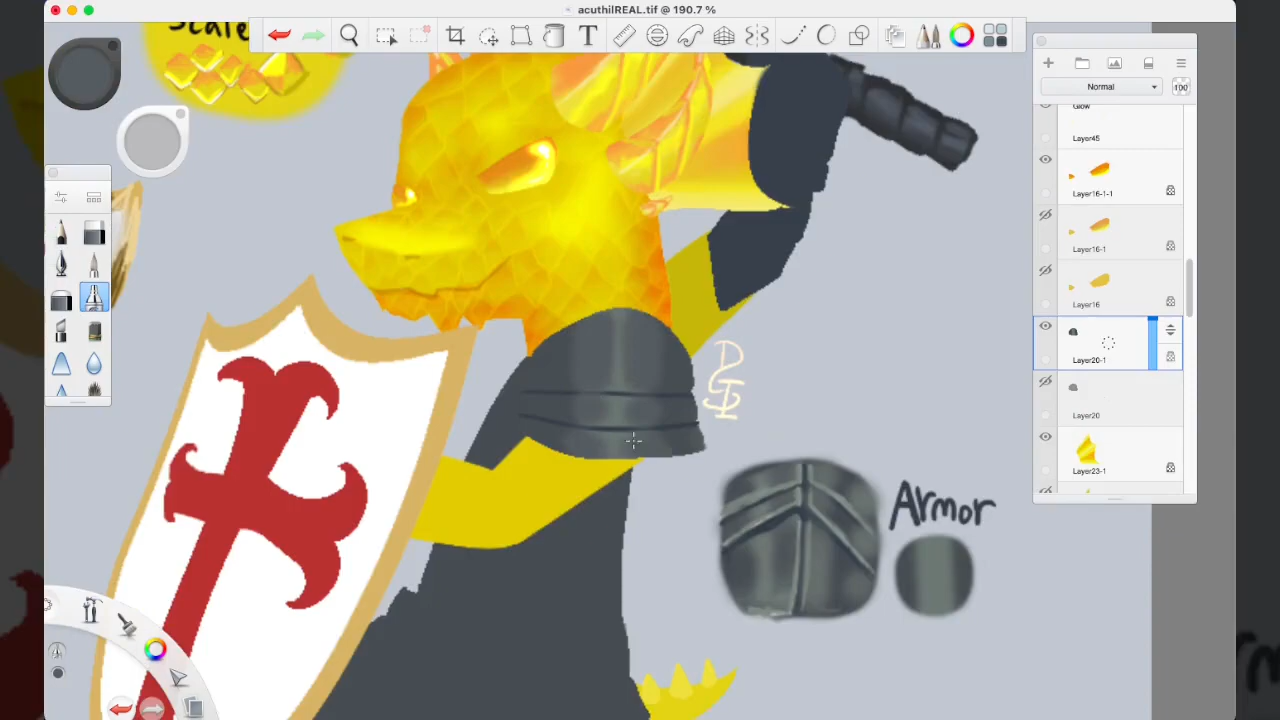 acuthilREAL.tif @ 190.7 %
Scale
Normal
100
Glow
Layer45
Layer16-1-1
Layer16-1
Layer16
Layer20-1
Layer20
Layer23-1
Armor